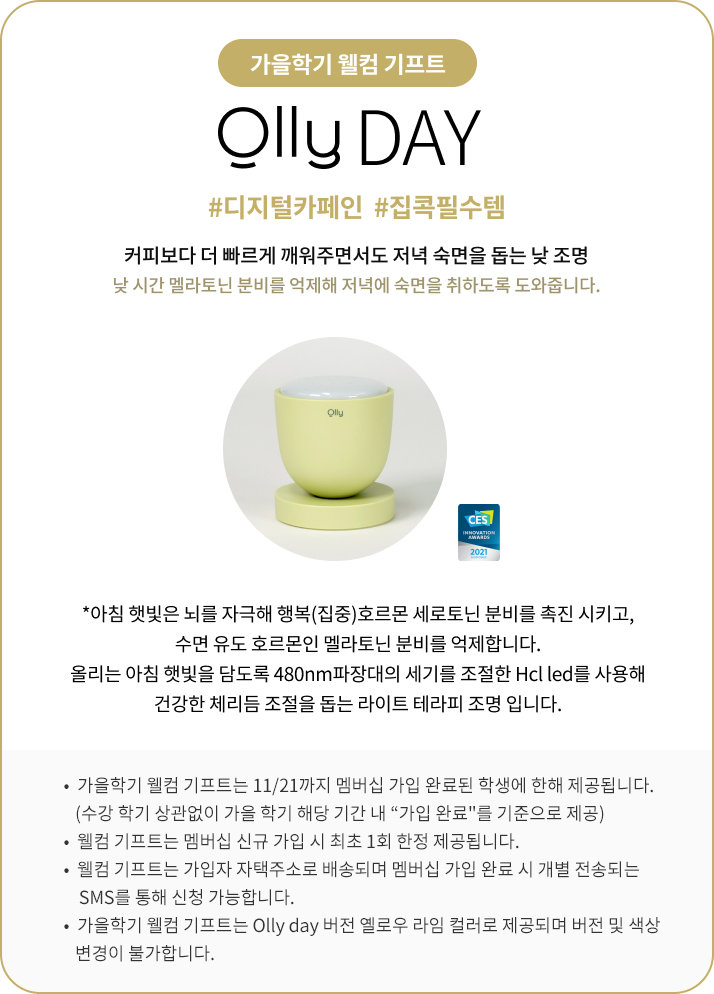 가을학기 웰컴 기프트
Olly DAY
#디지털카페인 #집콕필수템
커피보다 더 빠르게 깨워주면서도 저녁 숙면을 돕는 낮 조명
낮 시간 멜라토닌 분비를 억제해 저녁에 숙면을 취하도록 도와줍니다.
Olly
CES
INNOVATION
AWARDS
2021
*아침 햇빛은 뇌를 자극해 행복(집중)호르몬 세로토닌 분비를 촉진 시키고,
수면 유도 호르몬인 멜라토닌 분비를 억제합니다.
올리는 아침 햇빛을 담도록 480nm파장대의 세기를 조절한 Hcl led를 사용해
건강한 체리듬 조절을 돕는 라이트 테라피 조명 입니다.
• 가을학기 웰컴 기프트는 11/21까지 멤버십 가입 완료된 학생에 한해 제공됩니다.
(수강 학기 상관없이 가을 학기 해당 기간 내 “가입 완료"를 기준으로 제공)
• 웰컴 기프트는 멤버십 신규 가입 시 최초 1회 한정 제공됩니다.
• 웰컴 기프트는 가입자 자택주소로 배송되며 멤버십 가입 완료 시 개별 전송되는
SMS를 통해 신청 가능합니다.
• 가을학기 웰컴 기프트는 Olly day 버전 옐로우 라임 컬러로 제공되며 버전 및 색상
변경이 불가합니다.